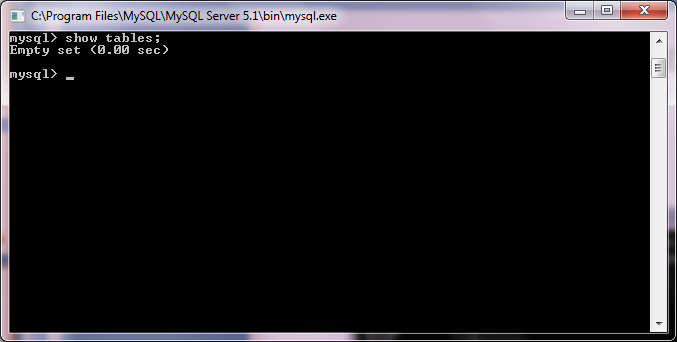 C:\Program Files\MySQL\MySQL Server 5.1\bin\mysql.exe
mysql> show tables;
Empty set (0.00 sec)
mysql> _